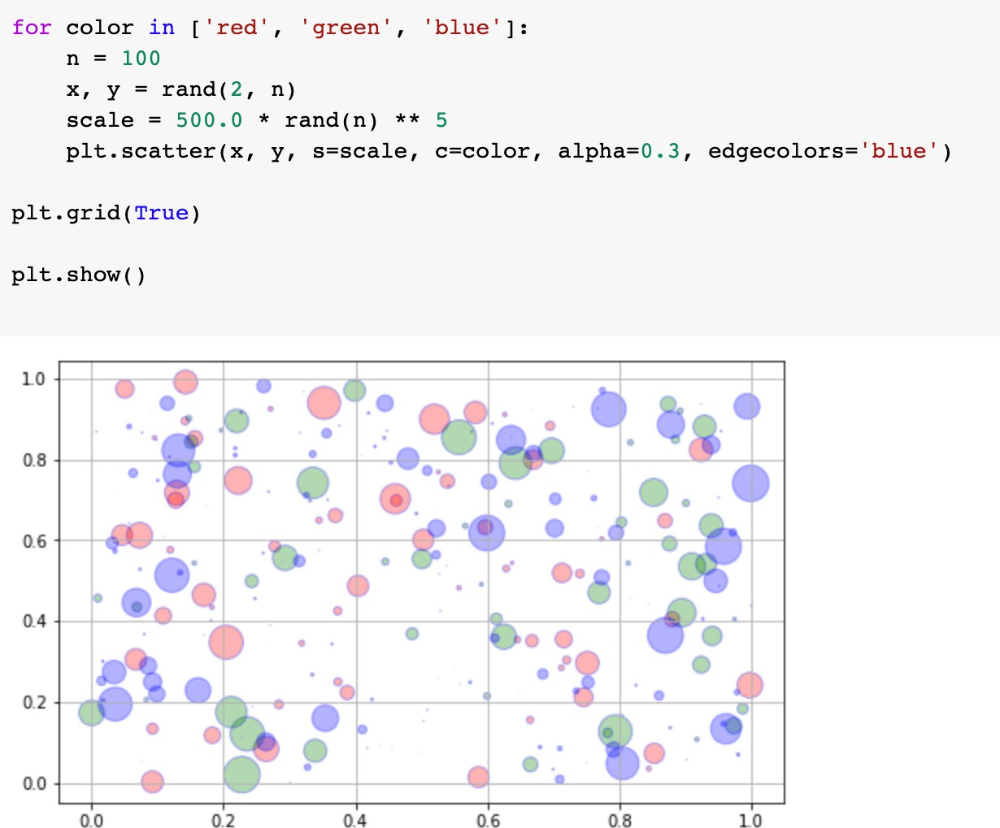 for color in ['red', 'green', 'blue']:
    n = 100
    x, y = rand(2, n)
    scale = 500.0 * rand(n) ** 5
    plt.scatter(x, y, s=scale, c=color, alpha=0.3, edgecolors='blue')
plt.grid(True)
plt.show()
1.0
0.8
0.6
0.4
0.2
0.0
0.0 0.2 0.4 0.6 0.8 1.0